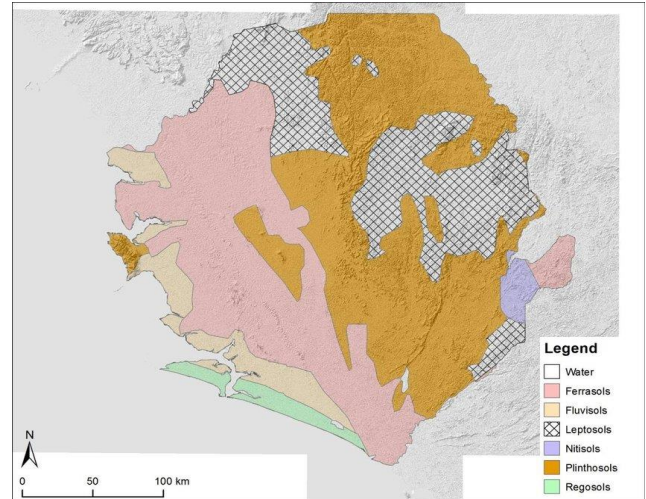 Legend
Water
Ferrasols
Fluvisols
Leptosols
Nitisols
Plinthosols
Regosols
N
0 50 100 km